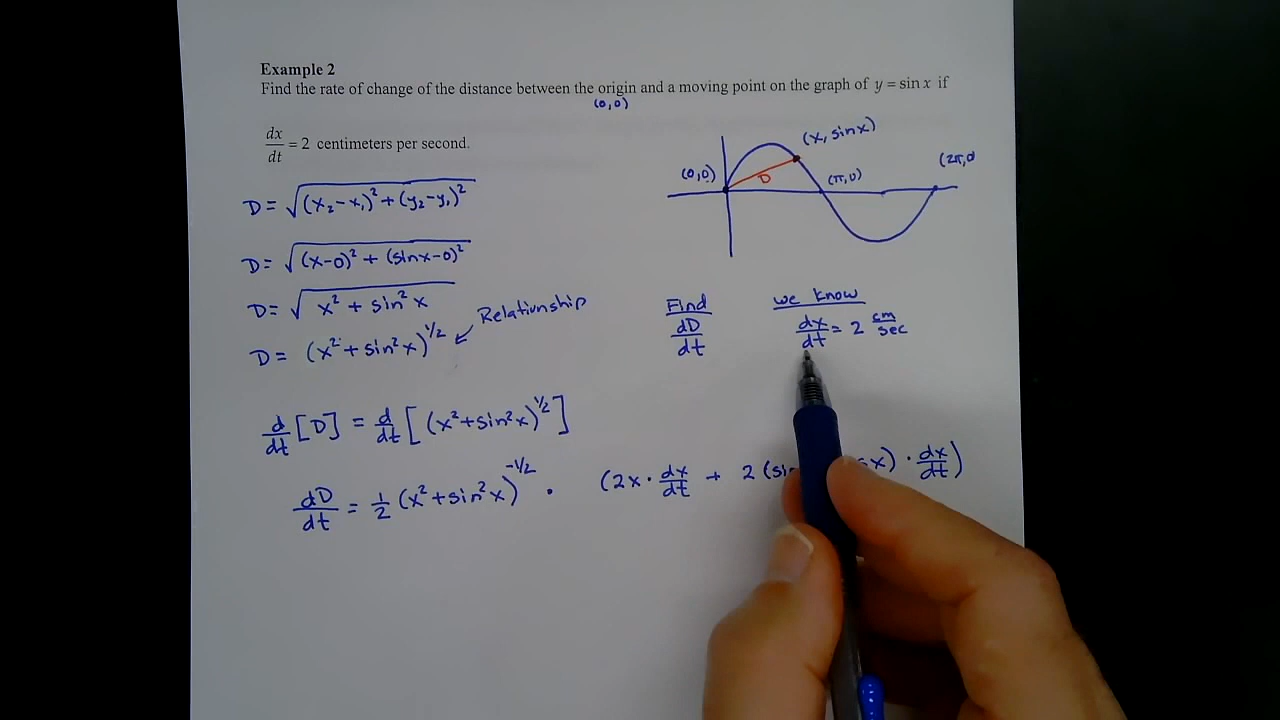 Example 2
Find the rate of change of the distance between the origin and a moving point on the graph of y = sin x if
(0,0)
dx/dt = 2 centimeters per second.
(x, sinx)
(0,0)
D
(π,0)
(2π,0
D = √((x₂-x₁)² + (y₂-y₁)²)
D = √((x-0)² + (sinx-0)²)
D = √(x² + sin²x)
D = (x² + sin²x)^1/2
Relationship
Find
dD/dt
we know
dx/dt = 2 cm/sec
d/dt [D] = d/dt [(x²+sin²x)^1/2]
dD/dt = 1/2 (x²+sin²x)^-1/2 · (2x · dx/dt + 2(sin x) · dx/dt)